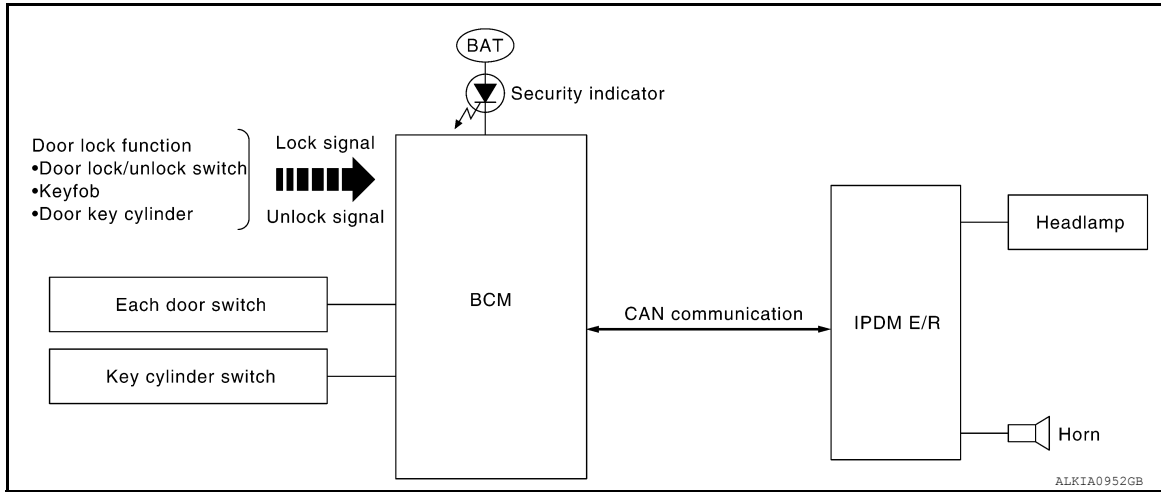 BAT
Security indicator
Door lock function
•Door lock/unlock switch
•Keyfob
•Door key cylinder
Lock signal
Unlock signal
Each door switch
Key cylinder switch
BCM
CAN communication
IPDM E/R
Headlamp
Horn
ALKIA0952GB